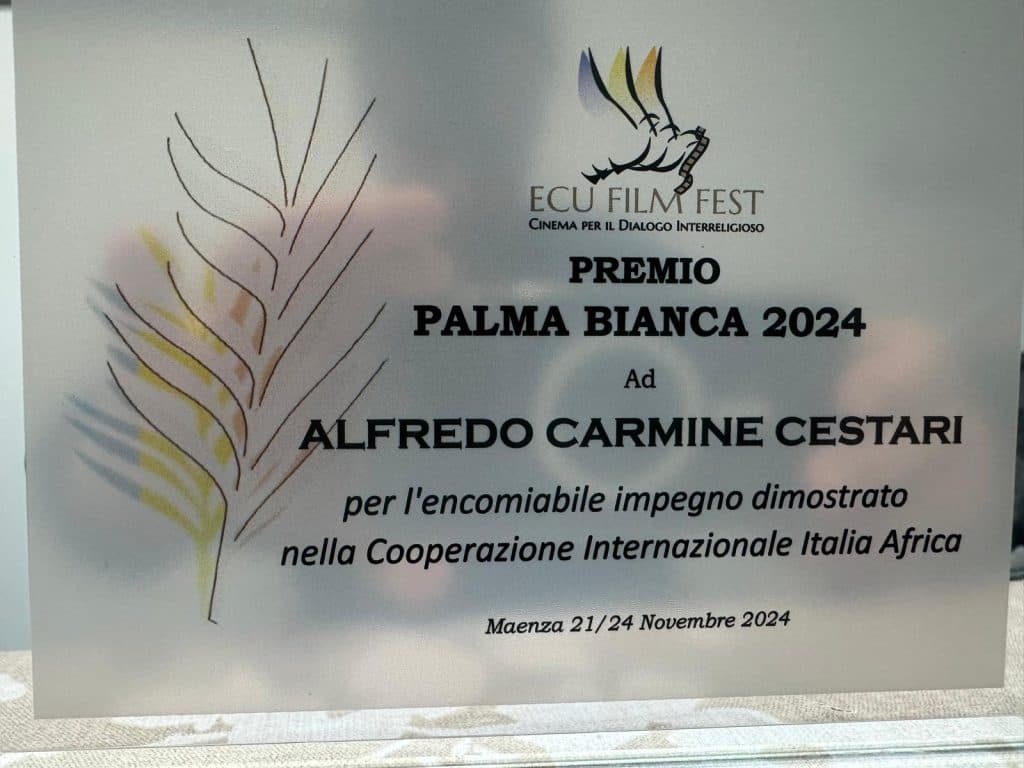 ECU FILM FEST
CINEMA PER IL DIALOGO INTERRELIGIOSO
PREMIO
PALMA BIANCA 2024
Ad
ALFREDO CARMINE CESTARI
per l'encomiabile impegno dimostrato
nella Cooperazione Internazionale Italia Africa
Maenza 21/24 Novembre 2024